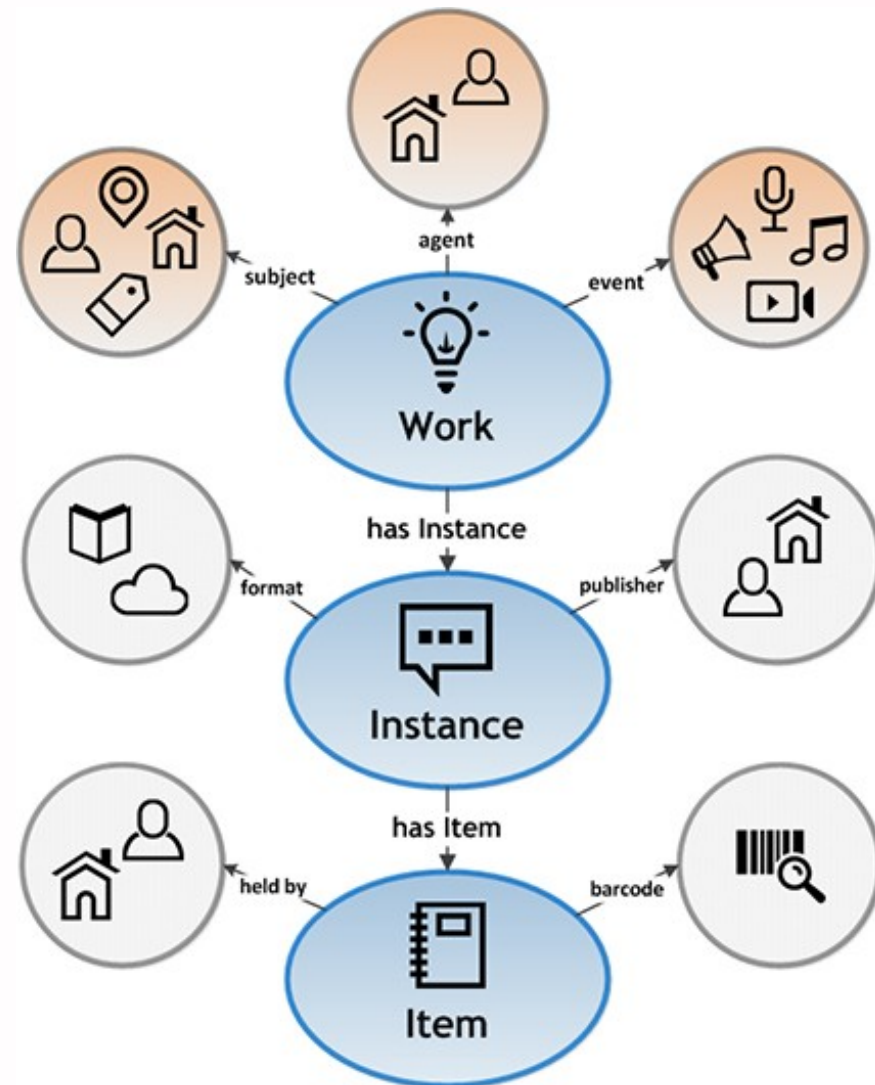 agent
subject
event
Work
has Instance
format
publisher
Instance
has Item
held by
barcode
Item